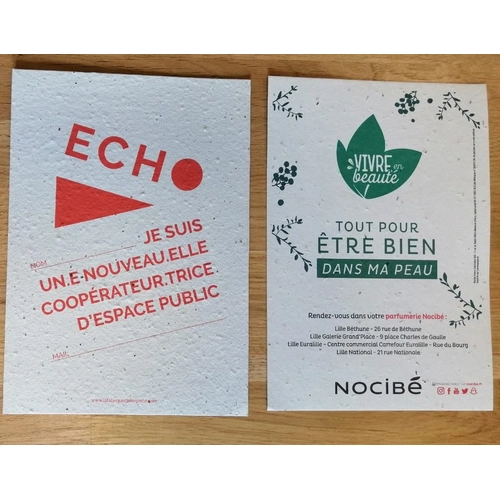 ECHO
JE SUIS
NOM
UN.E NOUVEAU.ELLE
COOPÉRATEUR.TRICE
D'ESPACE PUBLIC
MAIL
VIVRE en
beauté
TOUT POUR
ÊTRE BIEN
DANS MA PEAU
Rendez-vous dans votre parfumerie Nocibé :
Lille Béthune - 26 rue de Béthune
Lille Galerie Grand'Place - 9 place Charles de Gaulle
Lille Euralille - Centre commercial Carrefour Euralille - Rue du Bourg
Lille National - 21 rue Nationale
NOCIBÉ